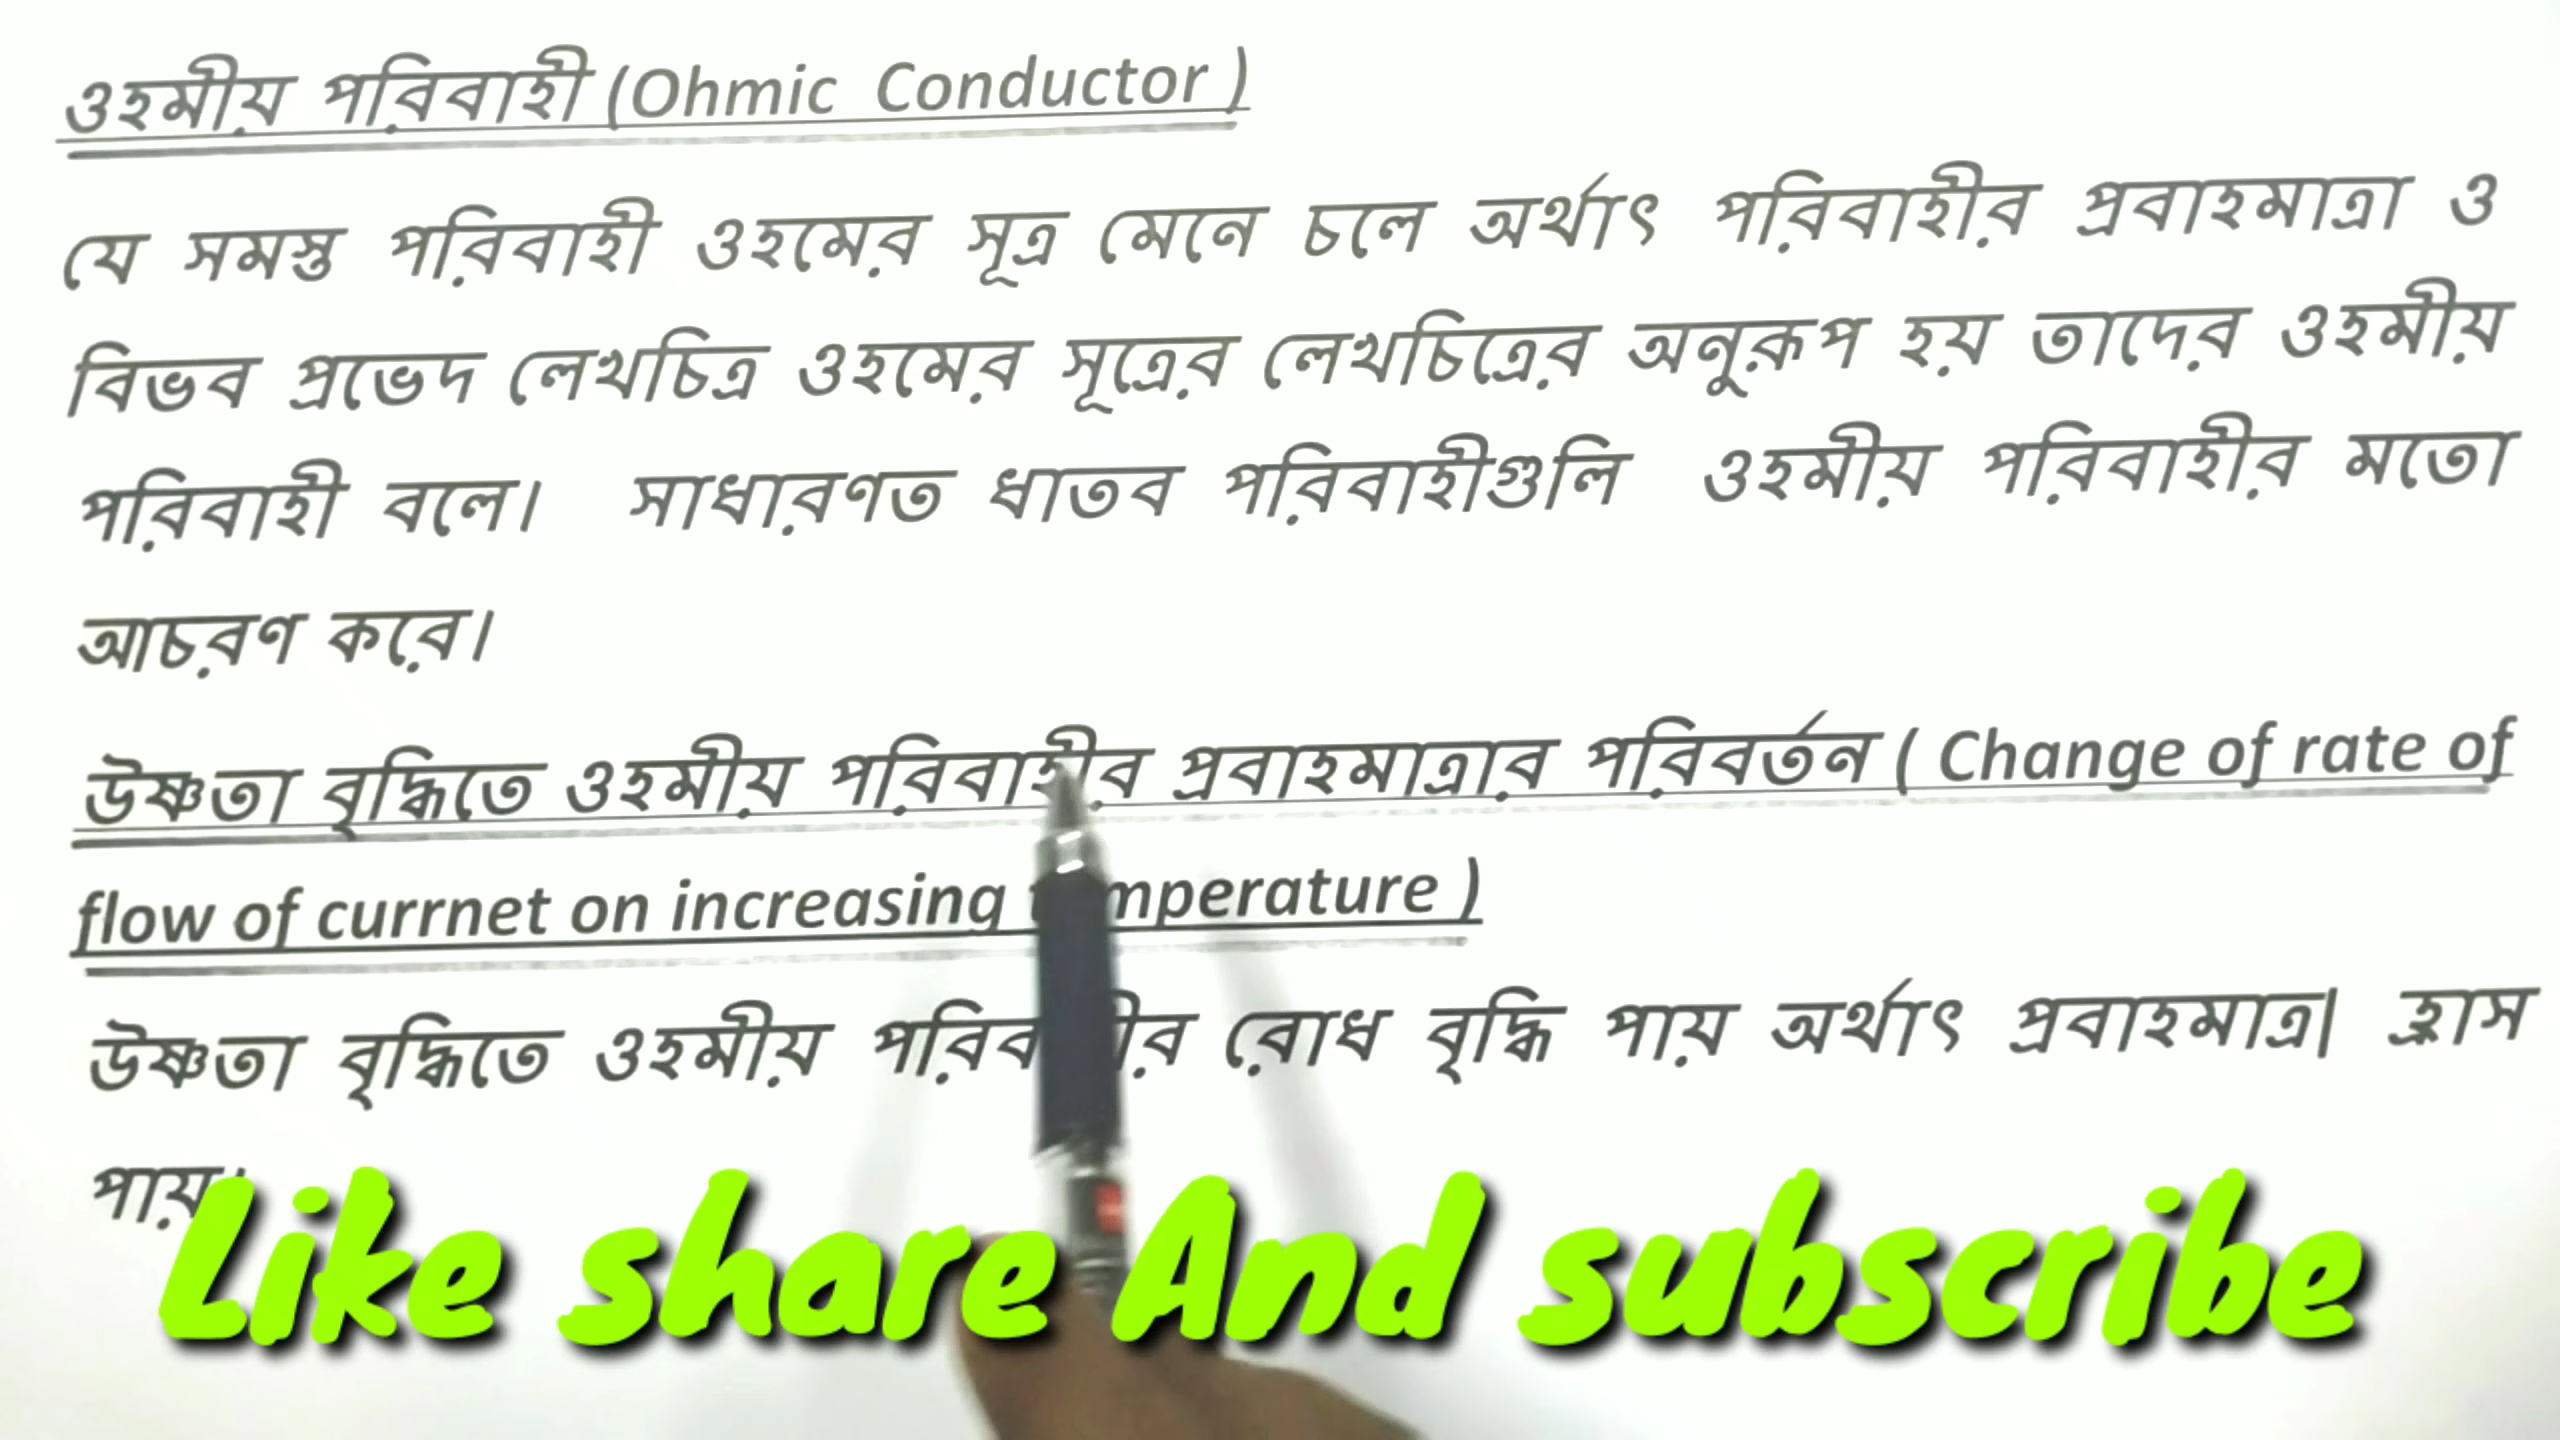 ওহমীয় পরিবাহী (Ohmic Conductor )
যে সমস্ত পরিবাহী ওহমের সূত্র মেনে চলে অর্থাৎ পরিবাহীর প্রবাহমাত্রা ও
বিভব প্রভেদ লেখচিত্র ওহমের সূত্রের লেখচিত্রের অনুরূপ হয় তাদের ওহমীয়
পরিবাহী বলে। সাধারণত ধাতব পরিবাহীগুলি ওহমীয় পরিবাহীর মতো
আচরণ করে।
উষ্ণতা বৃদ্ধিতে ওহমীয় পরিবাহীর প্রবাহমাত্রার পরিবর্তন ( Change of rate of
flow of currnet on increasing temperature )
উষ্ণতা বৃদ্ধিতে ওহমীয় রোধ বৃদ্ধি পায় অর্থাৎ প্রবাহমাত্রা হ্রাস
পায়।
Like share And subscribe